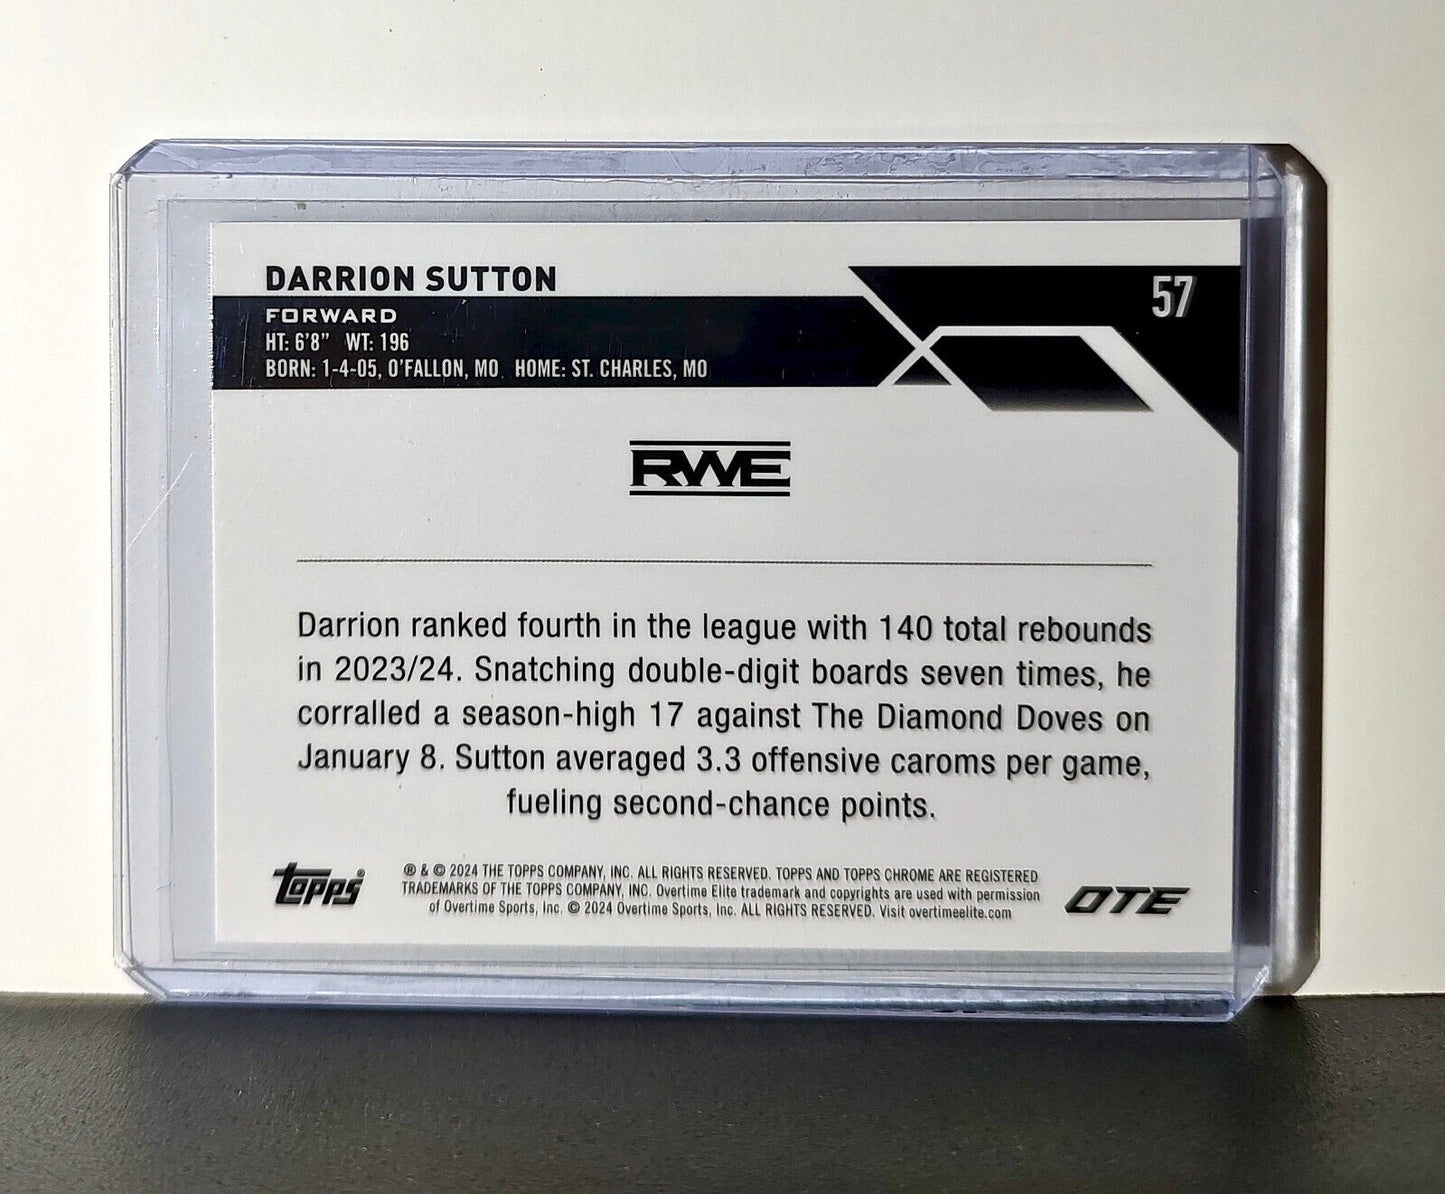 DARRION SUTTON
57
FORWARD
HT: 6'8" WT: 196
BORN: 1-4-05, O'FALLON, MO HOME: ST. CHARLES, MO
RWE
Darrion ranked fourth in the league with 140 total rebounds
in 2023/24. Snatching double-digit boards seven times, he
corralled a season-high 17 against The Diamond Doves on
January 8. Sutton averaged 3.3 offensive caroms per game,
fueling second-chance points.
topps®
® & © 2024 THE TOPPS COMPANY, INC. ALL RIGHTS RESERVED. TOPPS AND TOPPS CHROME ARE REGISTERED
TRADEMARKS OF THE TOPPS COMPANY, INC. Overtime Elite trademark and copyrights are used with permission
of Overtime Sports, Inc. © 2024 Overtime Sports, Inc. ALL RIGHTS RESERVED. Visit overtimeelite.com
OTE